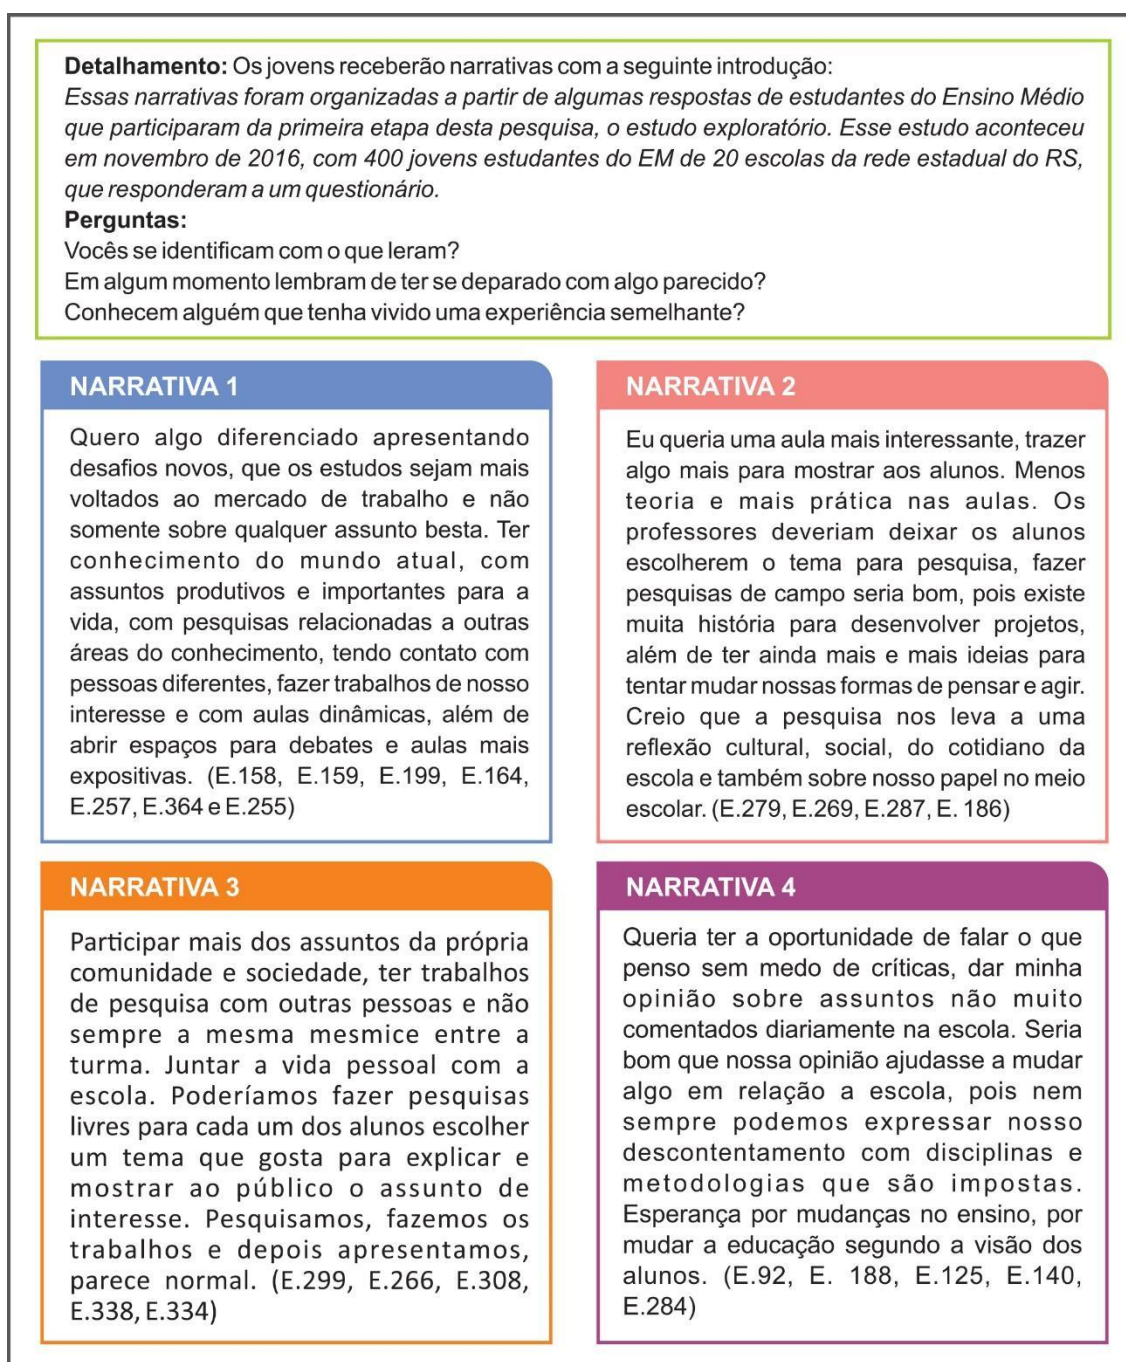 Detalhamento: Os jovens receberão narrativas com a seguinte introdução:
Essas narrativas foram organizadas a partir de algumas respostas de estudantes do Ensino Médio
que participaram da primeira etapa desta pesquisa, o estudo exploratório. Esse estudo aconteceu
em novembro de 2016, com 400 jovens estudantes do EM de 20 escolas da rede estadual do RS,
que responderam a um questionário.
Perguntas:
Vocês se identificam com o que leram?
Em algum momento lembram de ter se deparado com algo parecido?
Conhecem alguém que tenha vivido uma experiência semelhante?
NARRATIVA 1
Quero algo diferenciado apresentando
desafios novos, que os estudos sejam mais
voltados ao mercado de trabalho e não
somente sobre qualquer assunto besta. Ter
conhecimento do mundo atual, com
assuntos produtivos e importantes para a
vida, com pesquisas relacionadas a outras
áreas do conhecimento, tendo contato com
pessoas diferentes, fazer trabalhos de nosso
interesse e com aulas dinâmicas, além de
abrir espaços para debates e aulas mais
expositivas. (E.158, E.159, E.199, E.164,
E.257, E.364 e E.255)
NARRATIVA 2
Eu queria uma aula mais interessante, trazer
algo mais para mostrar aos alunos. Menos
teoria e mais prática nas aulas. Os
professores deveriam deixar os alunos
escolherem o tema para pesquisa, fazer
pesquisas de campo seria bom, pois existe
muita história para desenvolver projetos,
além de ter ainda mais e mais ideias para
tentar mudar nossas formas de pensar e agir.
Creio que a pesquisa nos leva a uma
reflexão cultural, social, do cotidiano da
escola e também sobre nosso papel no meio
escolar. (E.279, E.269, E.287, E. 186)
NARRATIVA 3
Participar mais dos assuntos da própria
comunidade e sociedade, ter trabalhos
de pesquisa com outras pessoas e não
sempre a mesma mesmice entre a
turma. Juntar a vida pessoal com a
escola. Poderíamos fazer pesquisas
livres para cada um dos alunos escolher
um tema que gosta para explicar e
mostrar ao público o assunto de
interesse. Pesquisamos, fazemos os
trabalhos e depois apresentamos,
parece normal. (E.299, E.266, E.308,
E.338, E.334)
NARRATIVA 4
Queria ter a oportunidade de falar o que
penso sem medo de críticas, dar minha
opinião sobre assuntos não muito
comentados diariamente na escola. Seria
bom que nossa opinião ajudasse a mudar
algo em relação a escola, pois nem
sempre podemos expressar nosso
descontentamento com disciplinas e
metodologias que são impostas.
Esperança por mudanças no ensino, por
mudar a educação segundo a visão dos
alunos. (E.92, E. 188, E.125, E.140,
E.284)